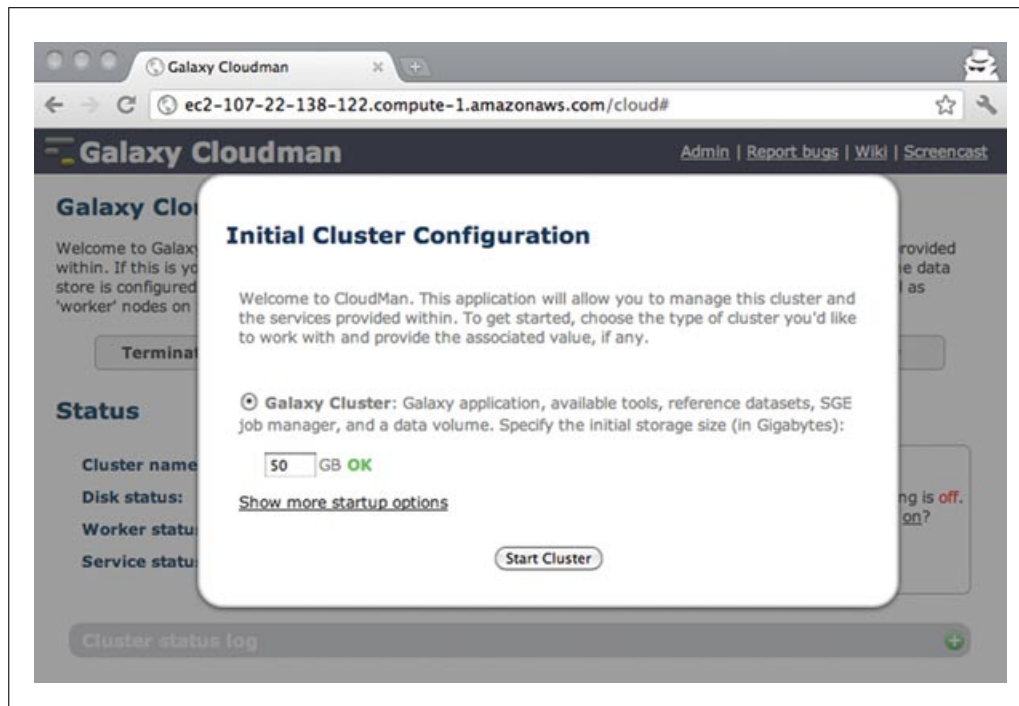 Galaxy Cloudman
ec2-107-22-138-122.compute-1.amazonaws.com/cloud#
Galaxy Cloudman
Admin | Report bugs | Wiki | Screencast
Galaxy Clo
Welcome to Galaxy
rovided
within. If this is yo
e data
store is configured
l as
'worker' nodes on
Terminat
Initial Cluster Configuration
Welcome to CloudMan. This application will allow you to manage this cluster and
the services provided within. To get started, choose the type of cluster you'd like
to work with and provide the associated value, if any.
Galaxy Cluster: Galaxy application, available tools, reference datasets, SGE
job manager, and a data volume. Specify the initial storage size (in Gigabytes):
50 GB OK
Show more startup options
Start Cluster
Status
Cluster name
Disk status:
ng is off.
Worker statu
on?
Service statu
Cluster status log